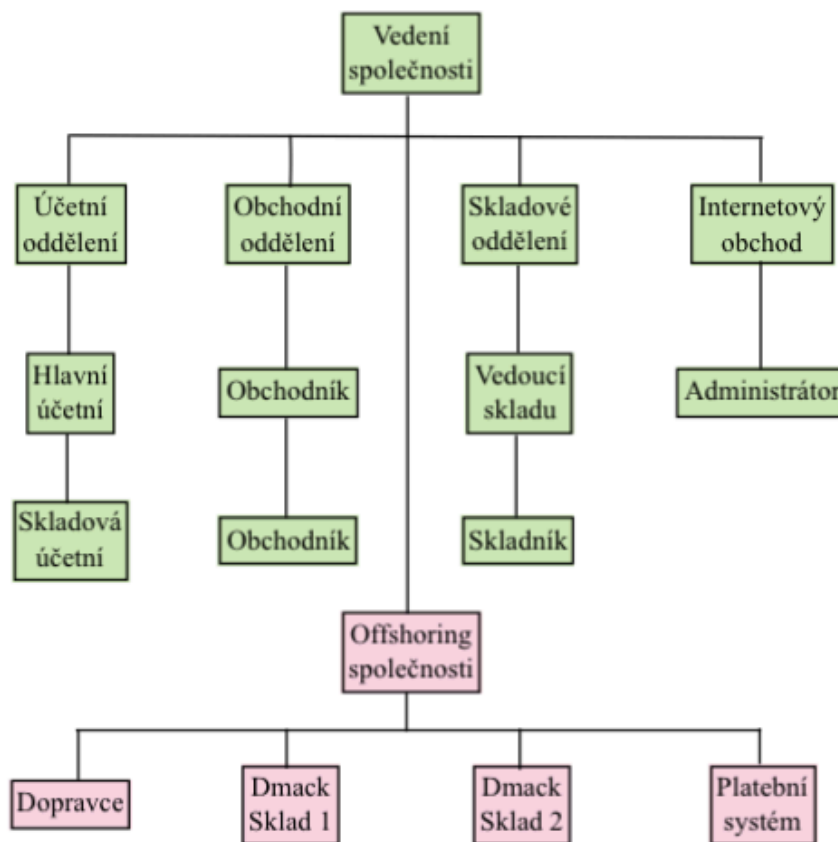 Vedení
společnosti
Účetní
oddělení
Obchodní
oddělení
Skladové
oddělení
Internetový
obchod
Hlavní
účetní
Obchodník
Vedoucí
skladu
Administrátor
Skladová
účetní
Obchodník
Skladník
Offshoring
společnosti
Dopravce
Dmack
Sklad 1
Dmack
Sklad 2
Platební
systém